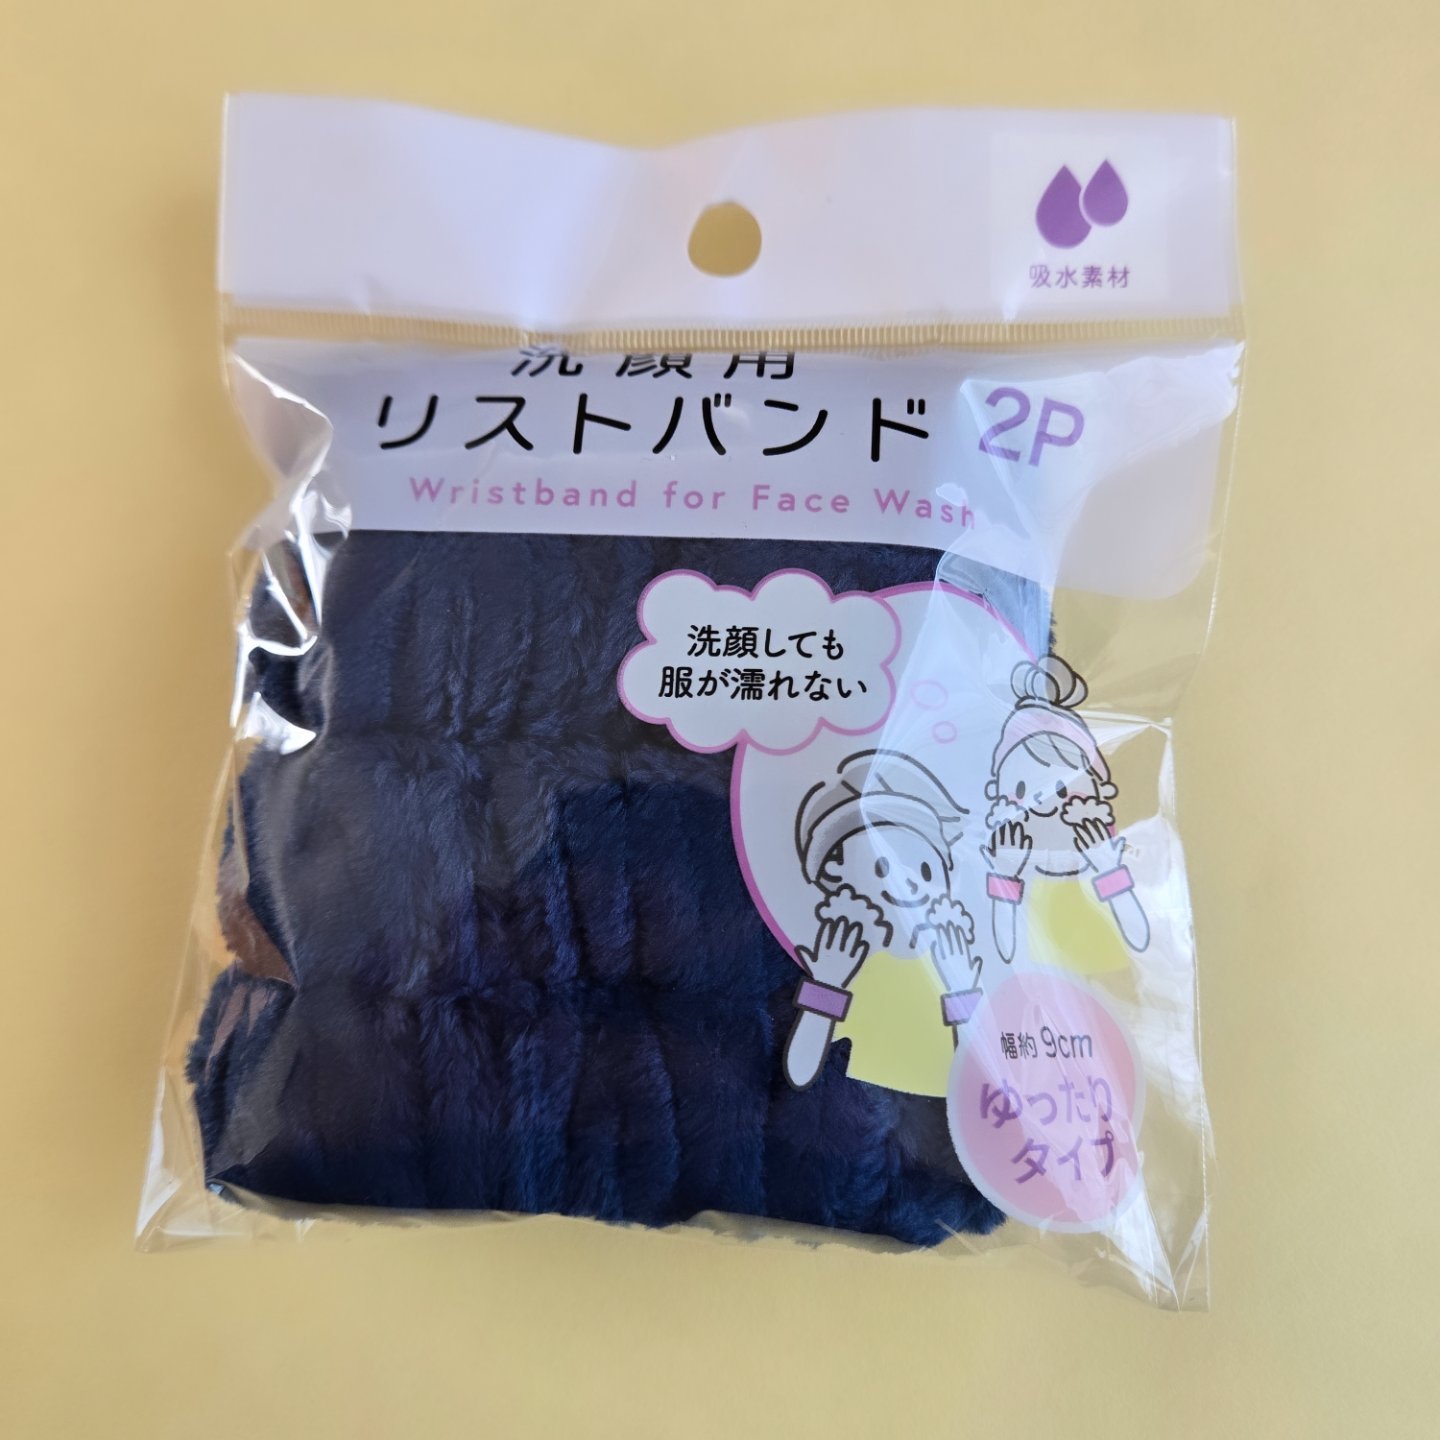 吸水素材
洗顔用
リストバンド 2P
Wristband for Face Wash
洗顔しても
服が濡れない
幅約9cm
ゆったり
タイプ